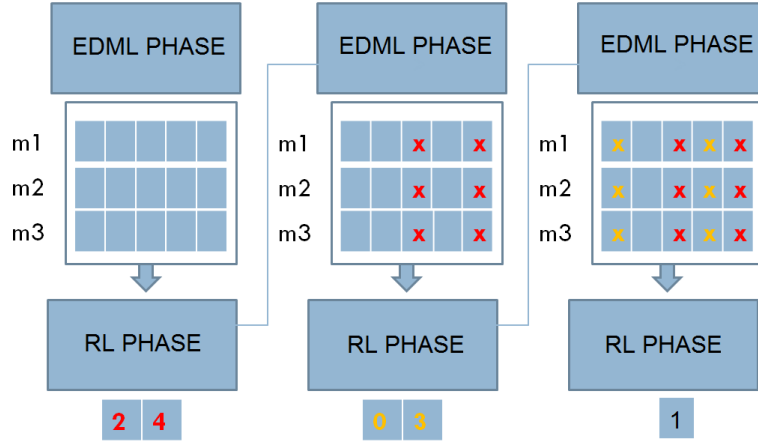 EDML PHASE EDML PHASE EDML PHASE
m1 m1 x x m1 x x x x
m2 m2 x x m2 x x x x
m3 m3 x x m3 x x x x
RL PHASE RL PHASE RL PHASE
2 4 0 3 1